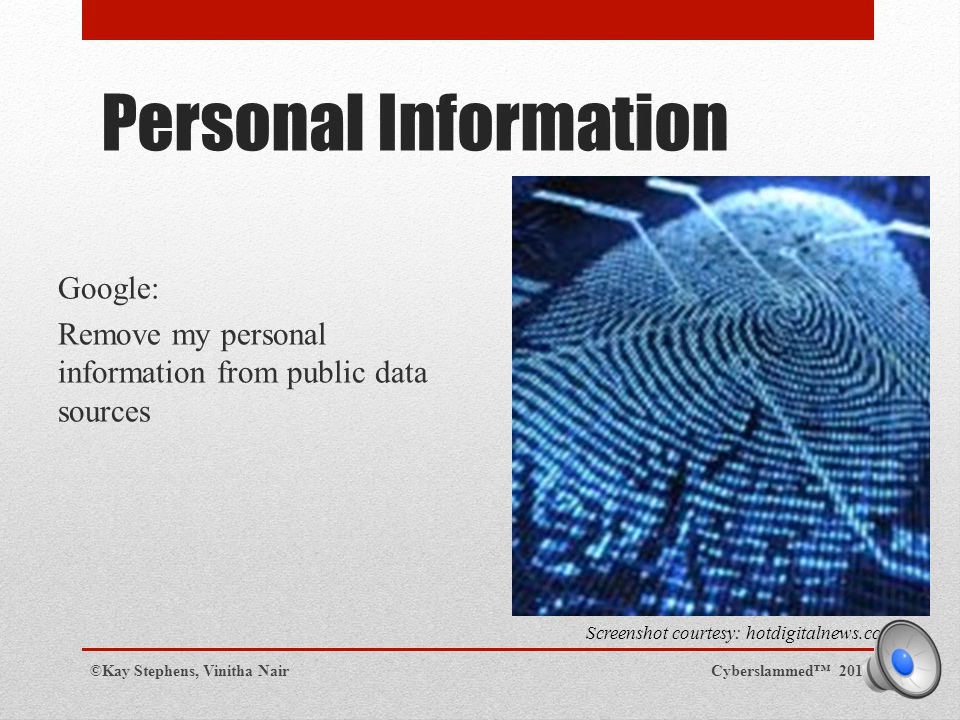 Personal Information
Google:
Remove my personal
information from public data
sources
Screenshot courtesy: hotdigitalnews.co
©Kay Stephens, Vinitha Nair
Cyberslammed™ 201